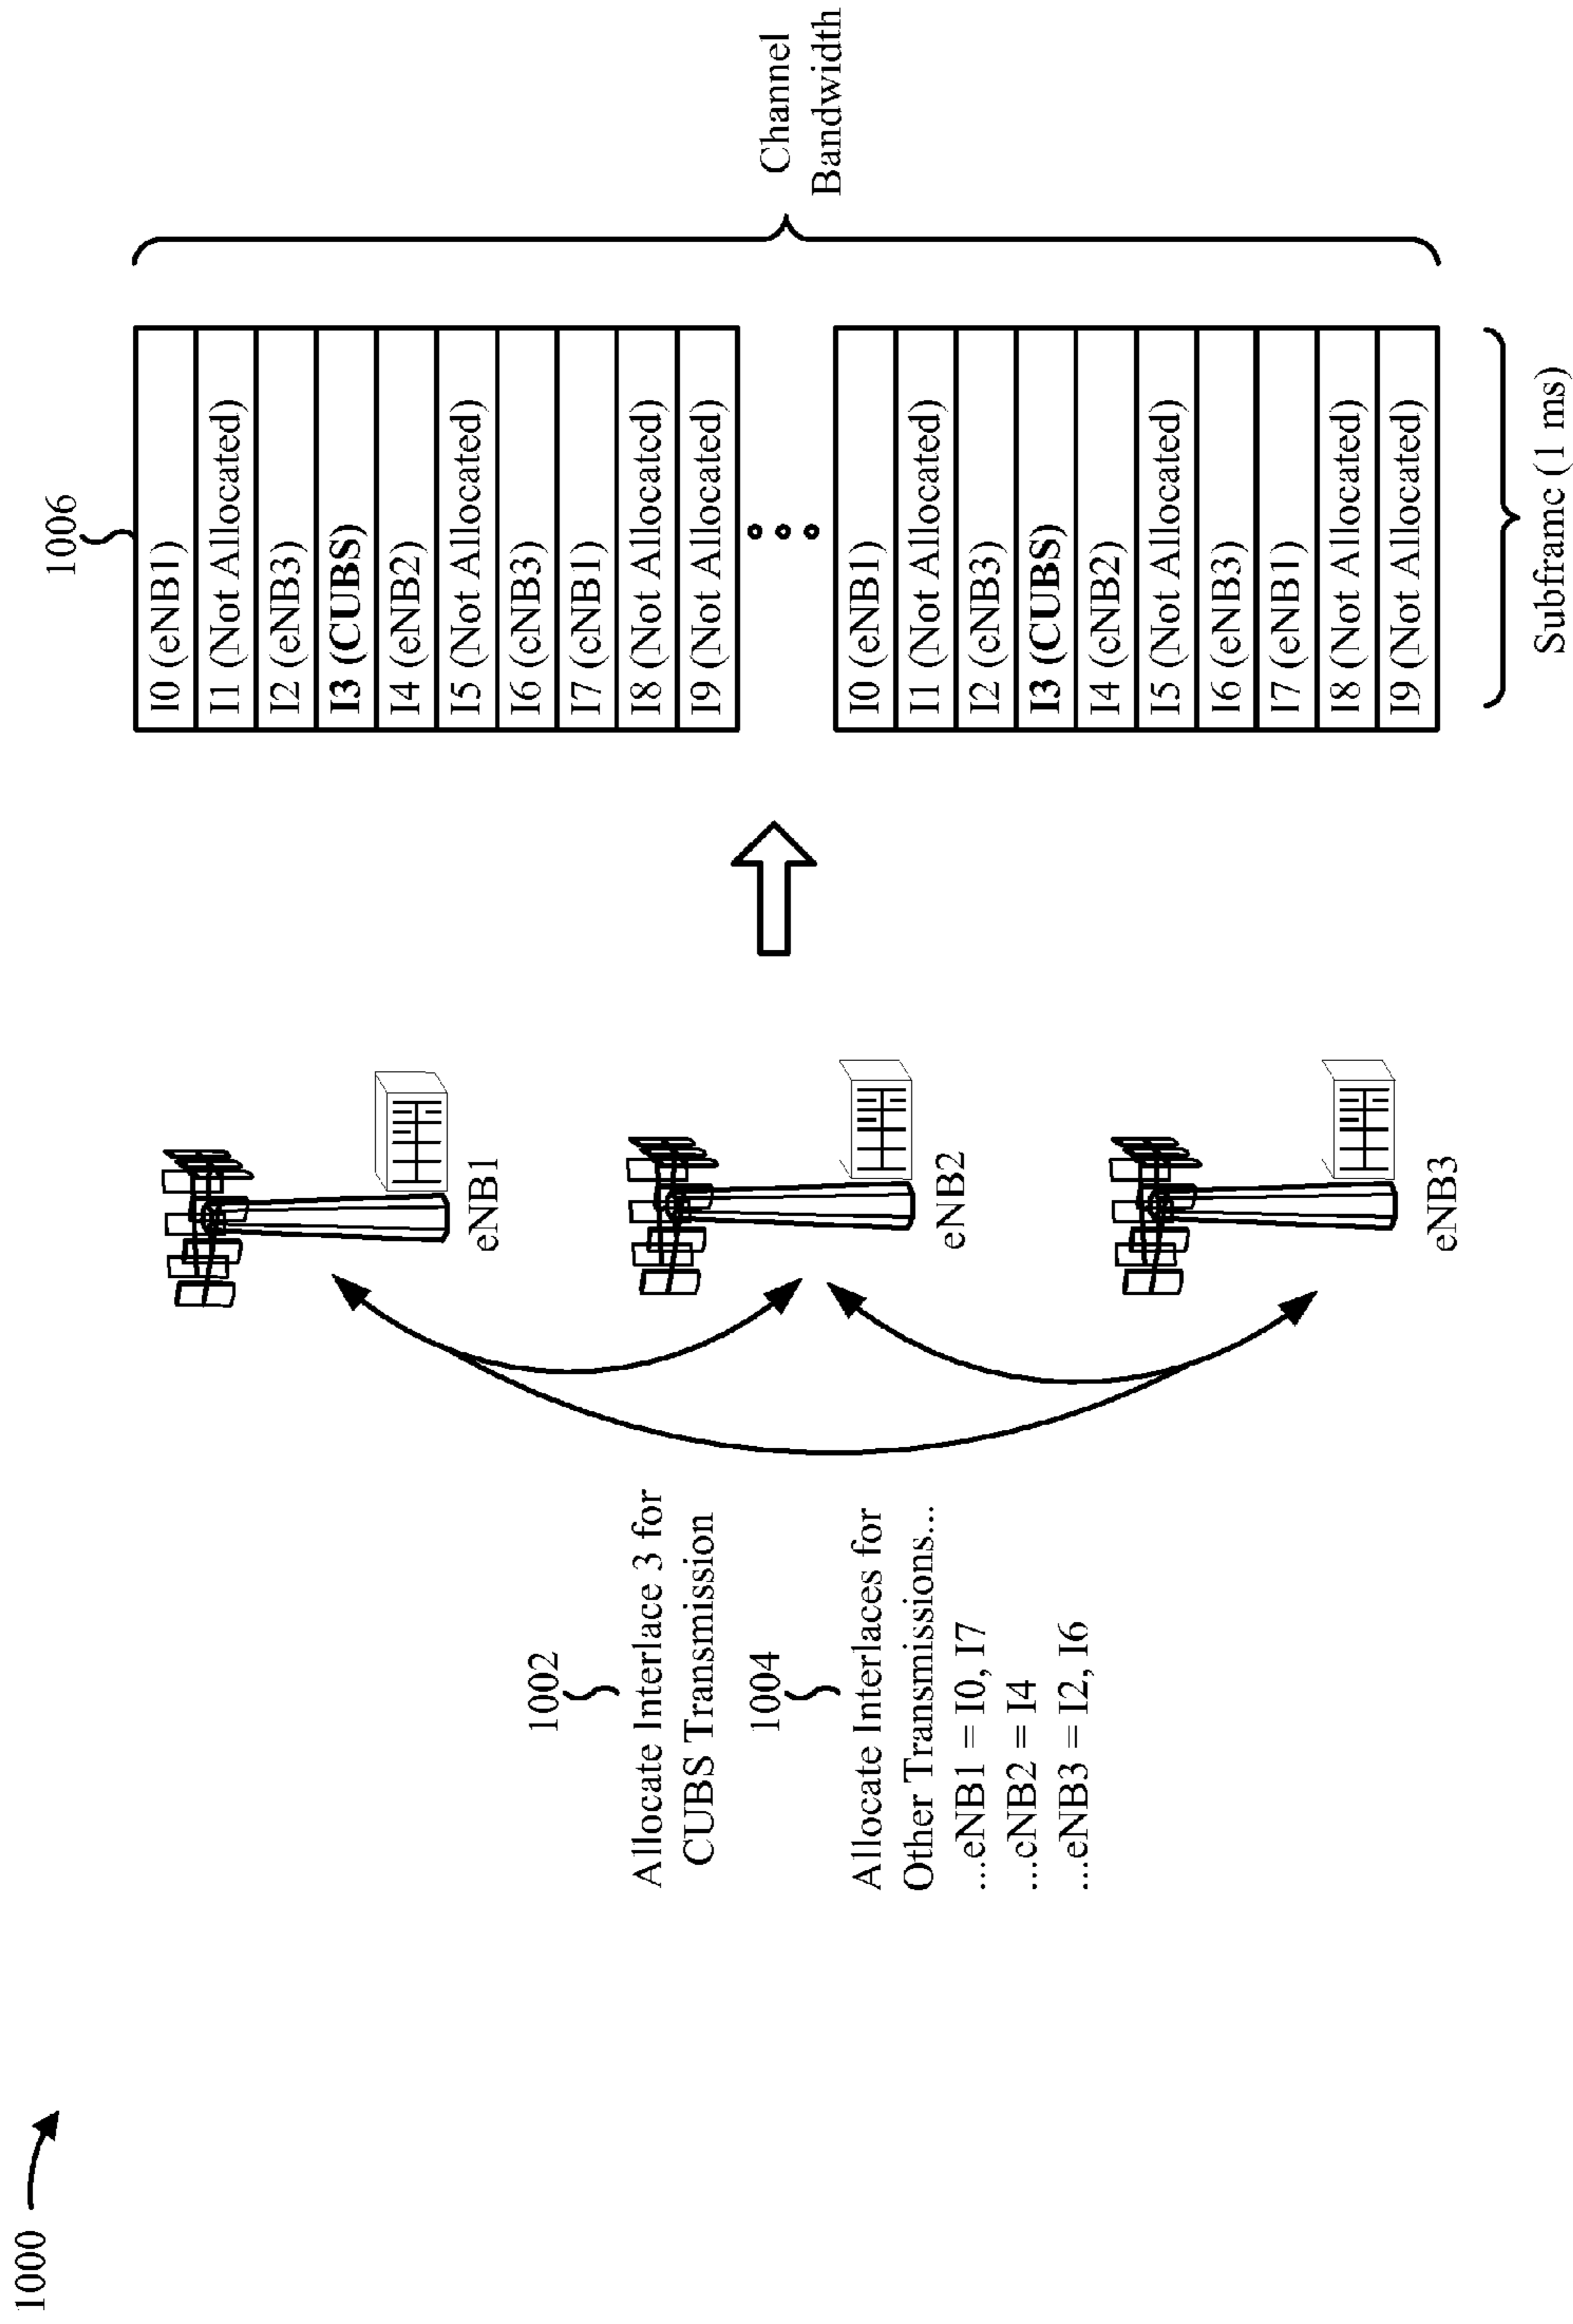 1000
1002
Allocate Interlace 3 for
CUBS Transmission
1004
Allocate Interlaces for
Other Transmissions...
...eNB1 = I0, I7
...eNB2 = I4
...eNB3 = I2, I6
eNB1
eNB2
eNB3
1006
I0 (eNB1)
I1 (Not Allocated)
I2 (eNB3)
I3 (CUBS)
I4 (eNB2)
I5 (Not Allocated)
I6 (eNB3)
I7 (eNB1)
I8 (Not Allocated)
I9 (Not Allocated)
I0 (eNB1)
I1 (Not Allocated)
I2 (eNB3)
I3 (CUBS)
I4 (eNB2)
I5 (Not Allocated)
I6 (eNB3)
I7 (eNB1)
I8 (Not Allocated)
I9 (Not Allocated)
Subframe (1 ms)
Channel
Bandwidth